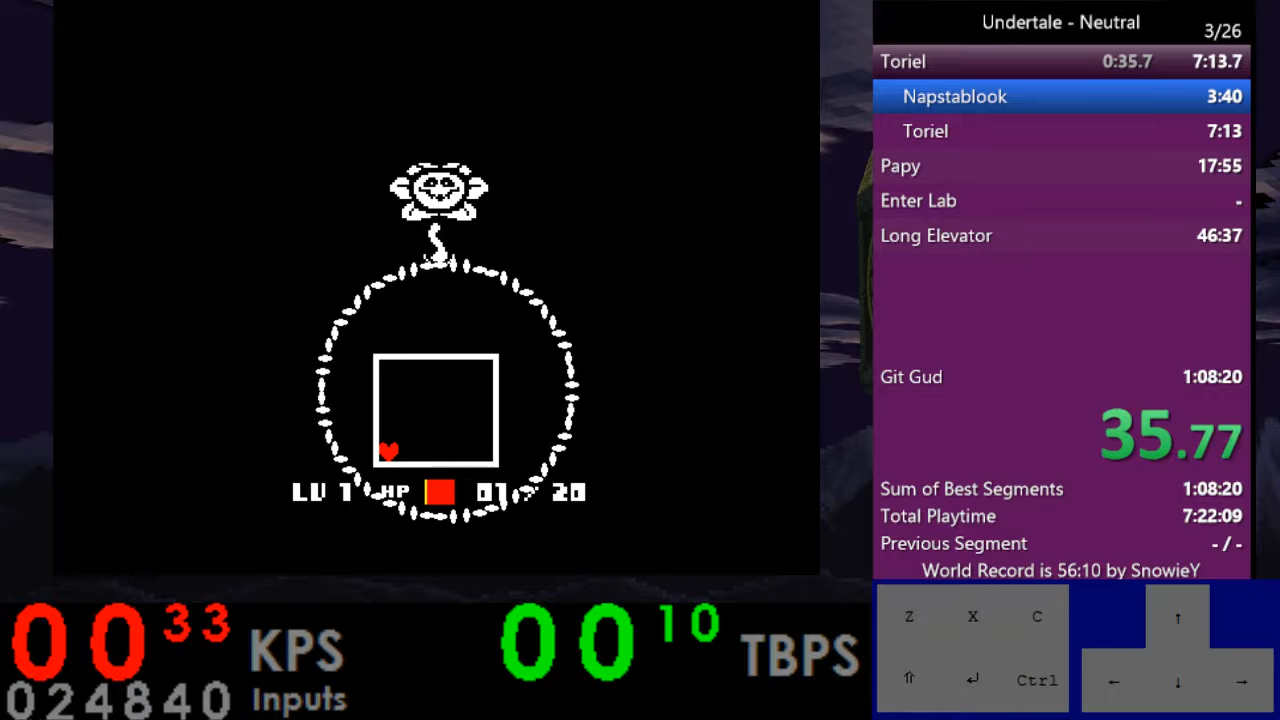 Undertale - Neutral
3/26
Toriel 0:35.7 7:13.7
Napstablook 3:40
Toriel 7:13
Papy 17:55
Enter Lab -
Long Elevator 46:37
Git Gud 1:08:20
35.77
Sum of Best Segments 1:08:20
Total Playtime 7:22:09
Previous Segment - / -
World Record is 56:10 by SnowieY
LV 1 HP 01 / 20
00 33 KPS
024840 Inputs
00 10 TBPS
Z X C ↑
⇧ ↵ Ctrl ← ↓ →